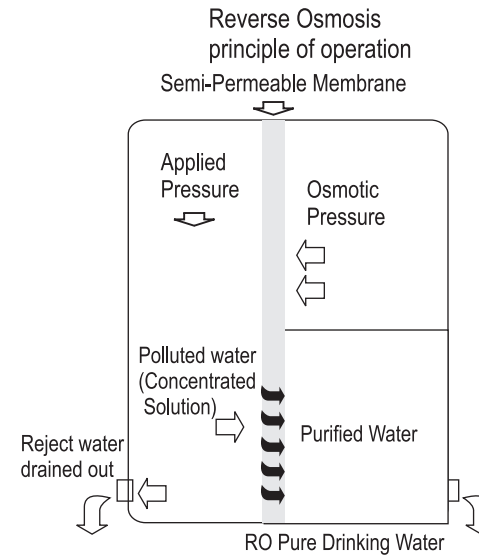 Reverse Osmosis
principle of operation
Semi-Permeable Membrane
Applied
Pressure
Osmotic
Pressure
Polluted water
(Concentrated
Solution)
Purified Water
Reject water
drained out
RO Pure Drinking Water